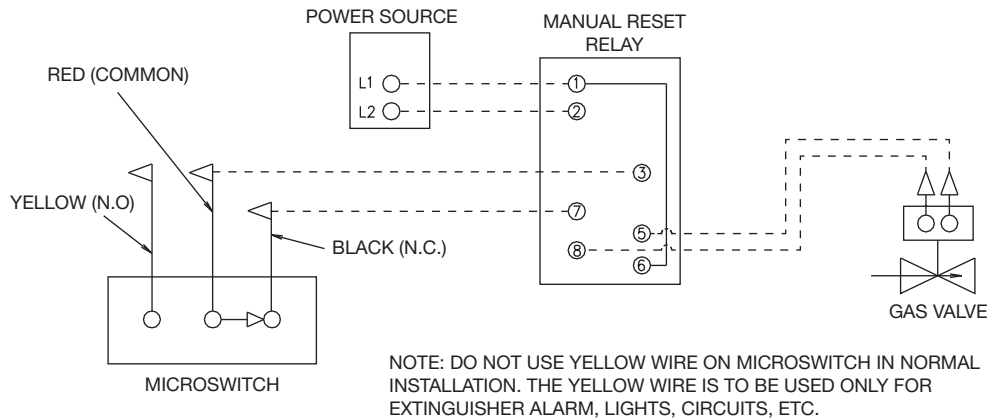 POWER SOURCE
MANUAL RESET
RELAY
RED (COMMON)
L1
L2
1
2
3
YELLOW (N.O)
7
BLACK (N.C.)
5
8
6
GAS VALVE
MICROSWITCH
NOTE: DO NOT USE YELLOW WIRE ON MICROSWITCH IN NORMAL
INSTALLATION. THE YELLOW WIRE IS TO BE USED ONLY FOR
EXTINGUISHER ALARM, LIGHTS, CIRCUITS, ETC.